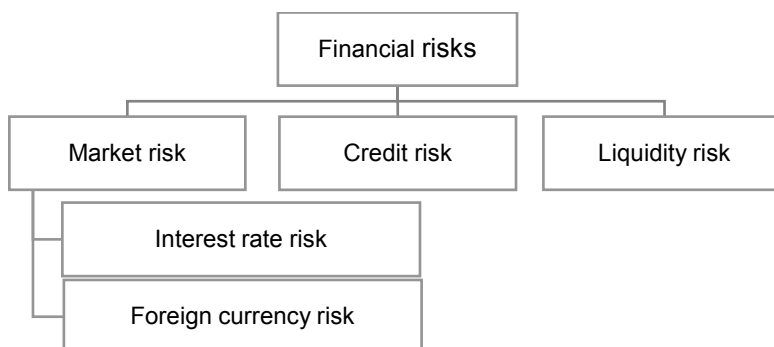 Financial risks
Market risk
Credit risk
Liquidity risk
Interest rate risk
Foreign currency risk